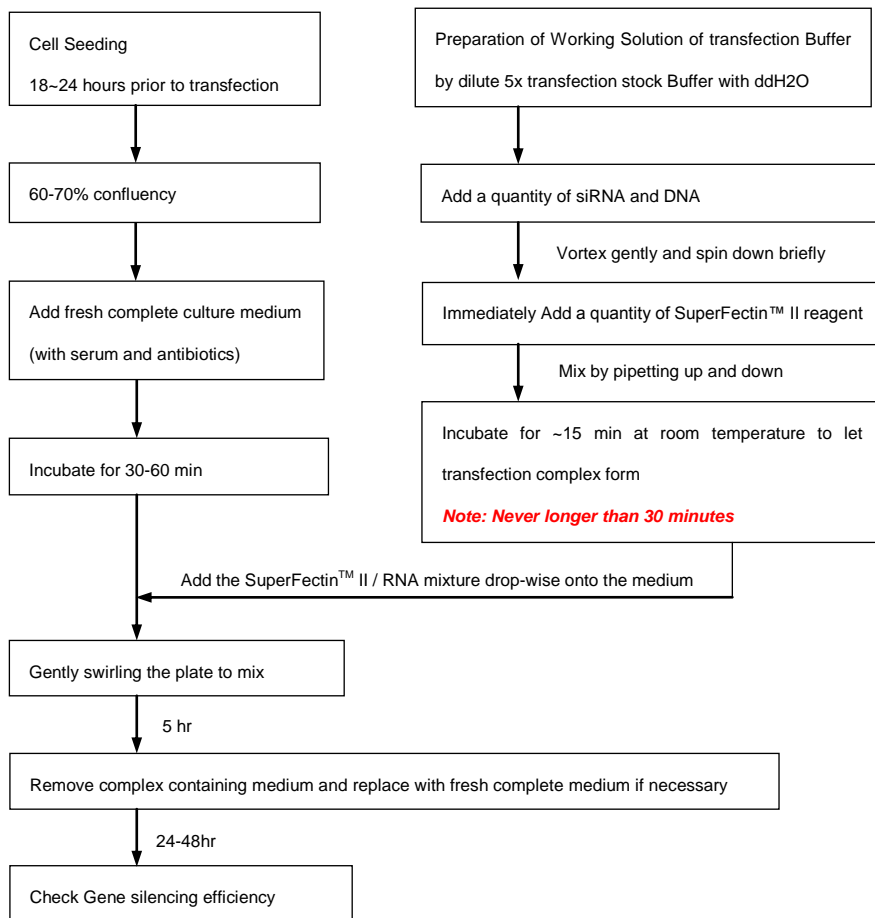 Cell Seeding
18~24 hours prior to transfection
60-70% confluency
Add fresh complete culture medium
(with serum and antibiotics)
Incubate for 30-60 min
Preparation of Working Solution of transfection Buffer
by dilute 5x transfection stock Buffer with ddH2O
Add a quantity of siRNA and DNA
Vortex gently and spin down briefly
Immediately Add a quantity of SuperFectin™ II reagent
Mix by pipetting up and down
Incubate for ~15 min at room temperature to let
transfection complex form
Note: Never longer than 30 minutes
Add the SuperFectin™ II / RNA mixture drop-wise onto the medium
Gently swirling the plate to mix
5 hr
Remove complex containing medium and replace with fresh complete medium if necessary
24-48hr
Check Gene silencing efficiency